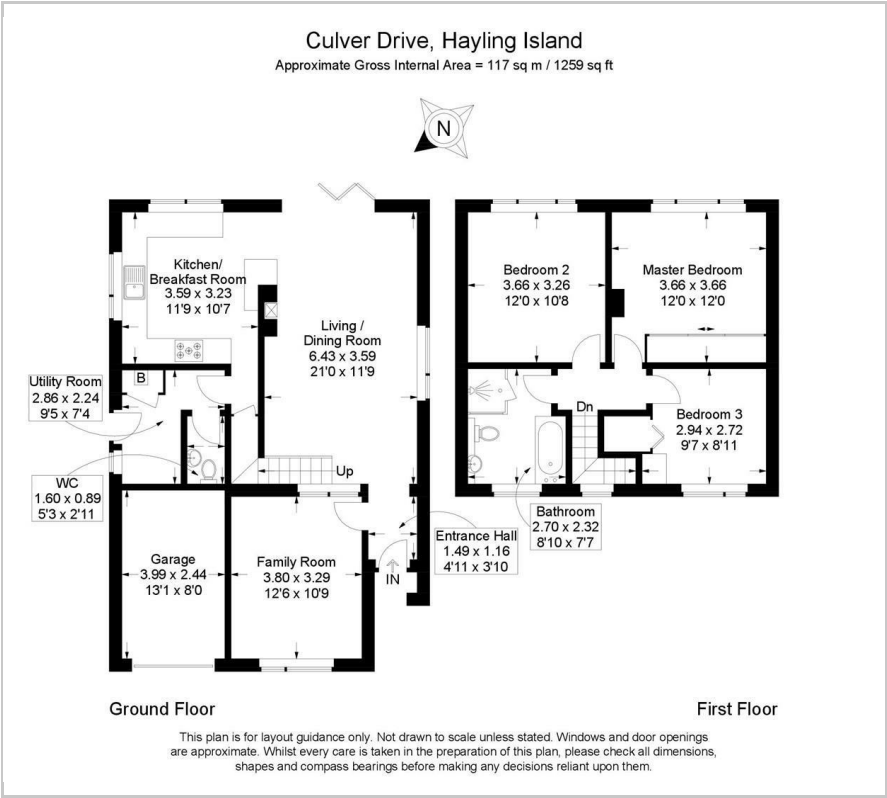 Culver Drive, Hayling Island
Approximate Gross Internal Area = 117 sq m / 1259 sq ft
N
Kitchen/
Breakfast Room
3.59 x 3.23
11'9 x 10'7
Living /
Dining Room
6.43 x 3.59
21'0 x 11'9
B
Utility Room
2.86 x 2.24
9'5 x 7'4
WC
1.60 x 0.89
5'3 x 2'11
Up
Garage
3.99 x 2.44
13'1 x 8'0
Family Room
3.80 x 3.29
12'6 x 10'9
Entrance Hall
1.49 x 1.16
4'11 x 3'10
IN
Bedroom 2
3.66 x 3.26
12'0 x 10'8
Master Bedroom
3.66 x 3.66
12'0 x 12'0
Dn
Bedroom 3
2.94 x 2.72
9'7 x 8'11
Bathroom
2.70 x 2.32
8'10 x 7'7
Ground Floor
First Floor
This plan is for layout guidance only. Not drawn to scale unless stated. Windows and door openings
are approximate. Whilst every care is taken in the preparation of this plan, please check all dimensions,
shapes and compass bearings before making any decisions reliant upon them.